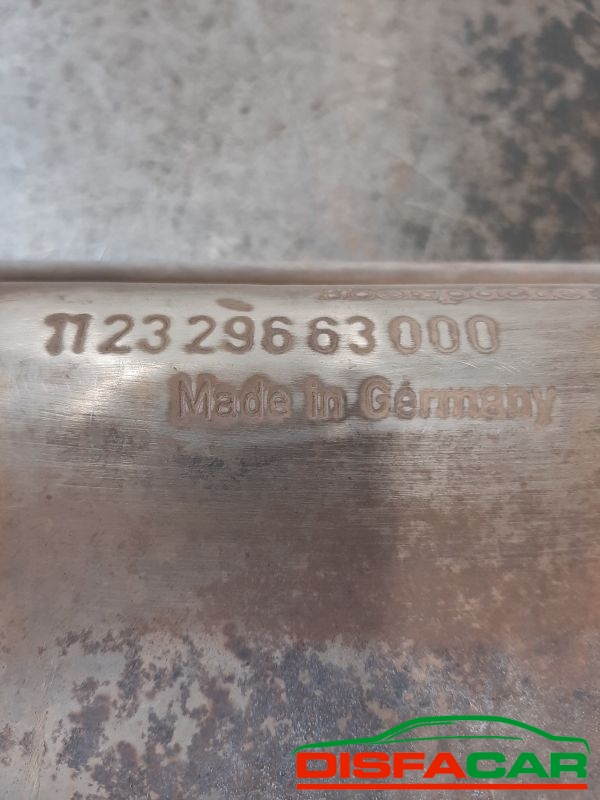 11 23 29663000
Made in Germany
DISFACAR